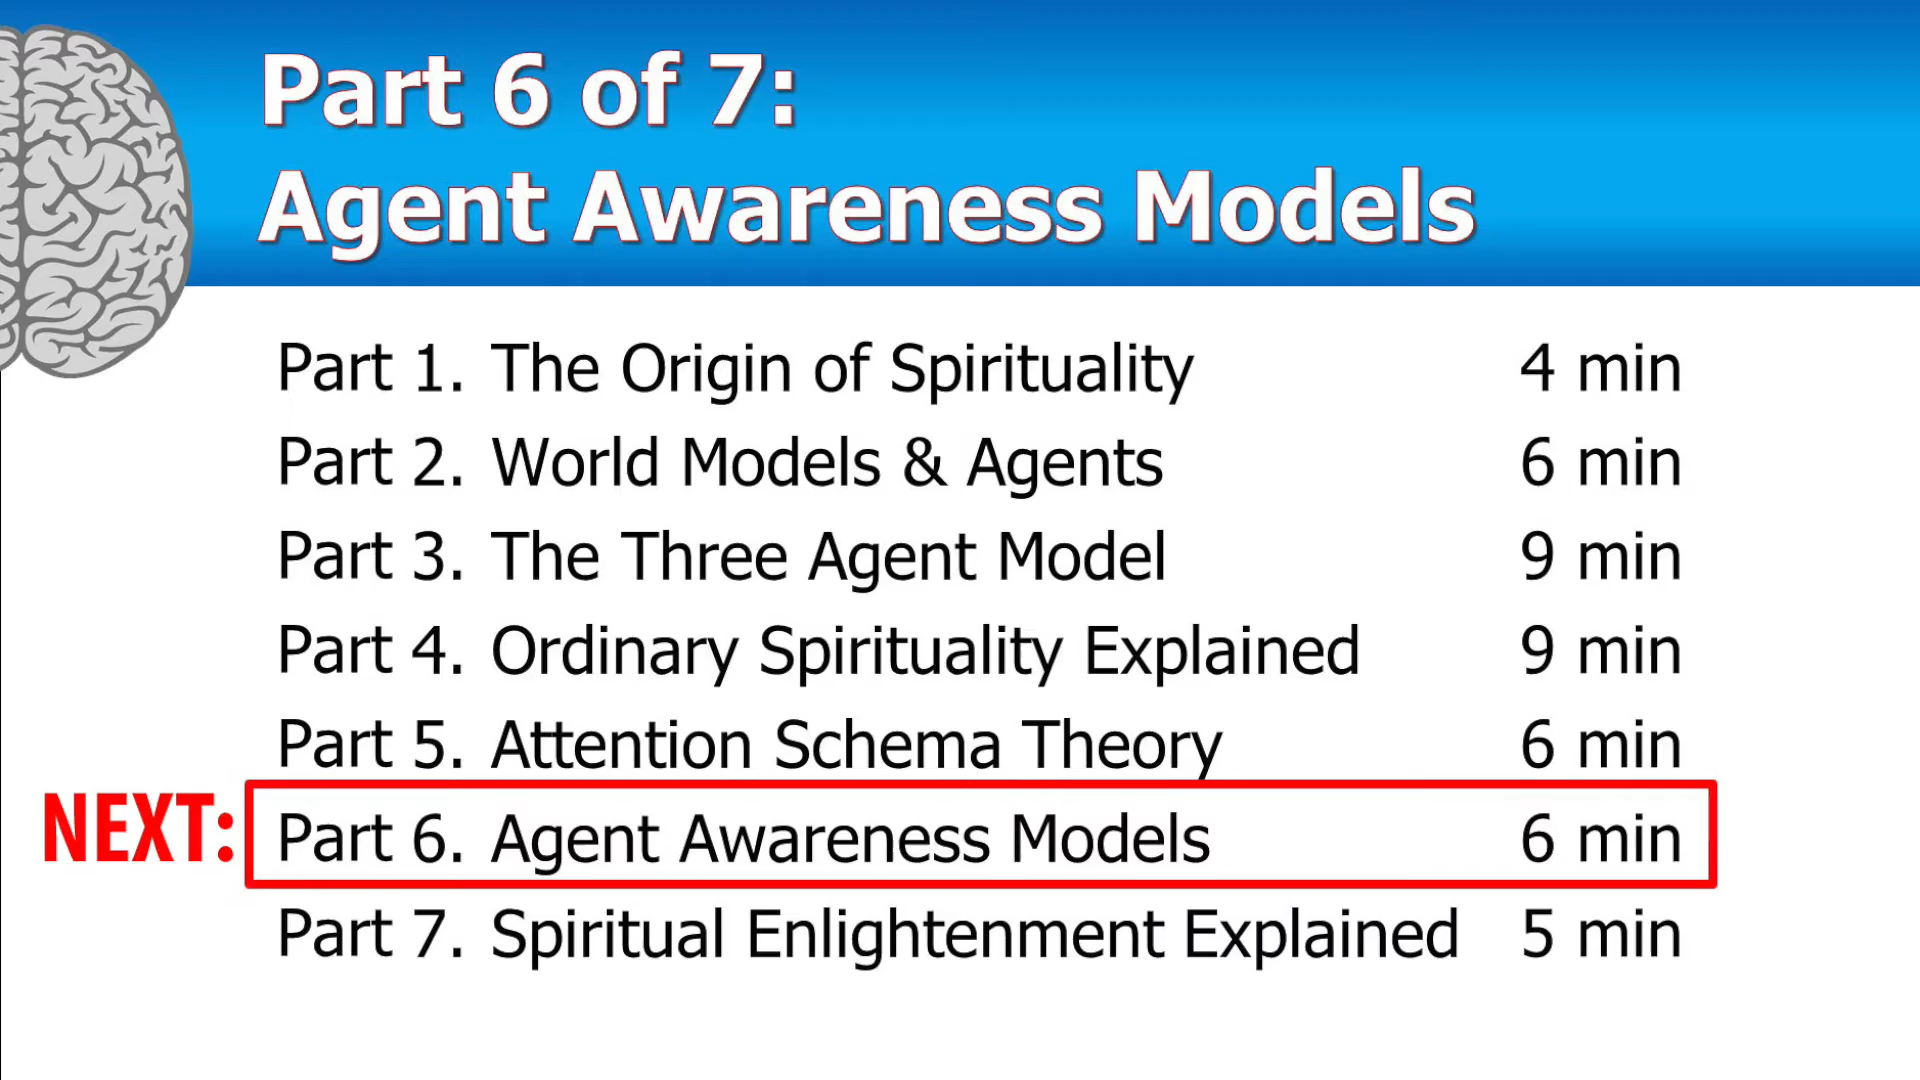 Part 6 of 7:
Agent Awareness Models
Part 1. The Origin of Spirituality 4 min
Part 2. World Models & Agents 6 min
Part 3. The Three Agent Model 9 min
Part 4. Ordinary Spirituality Explained 9 min
Part 5. Attention Schema Theory 6 min
NEXT: Part 6. Agent Awareness Models 6 min
Part 7. Spiritual Enlightenment Explained 5 min